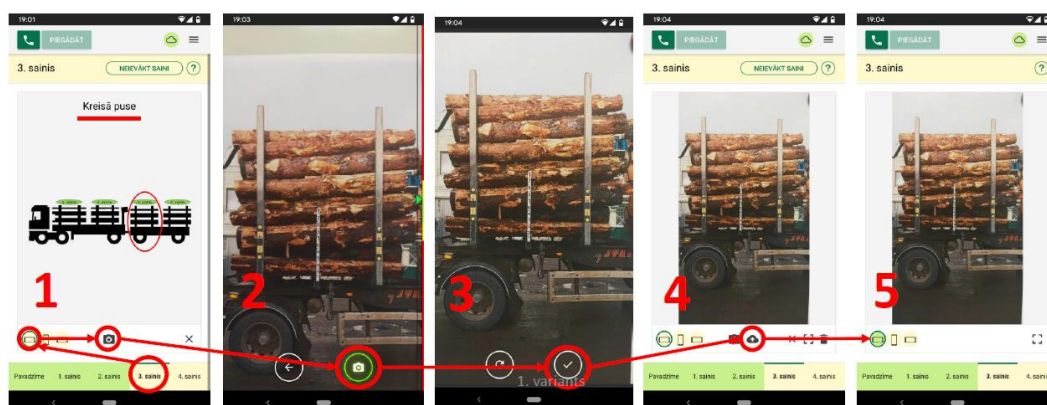 19:01
PIEGĀDĀT
3. sainis
NEIEVĀKT SAINI
?
Kreisā puse
1
Pavadzīme 1. sainis 2. sainis 3. sainis 4. sainis
19:03
2
19:04
3
1. variants
19:04
PIEGĀDĀT
3. sainis
NEIEVĀKT SAINI
?
4
Pavadzīme 1. sainis 2. sainis 3. sainis 4. sainis
19:04
PIEGĀDĀT
3. sainis
?
5
Pavadzīme 1. sainis 2. sainis 3. sainis 4. sainis